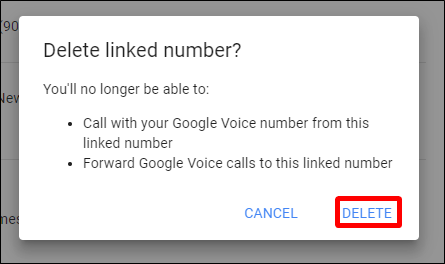 (90
Delete linked number?
You'll no longer be able to:
New
• Call with your Google Voice number from this
linked number
• Forward Google Voice calls to this linked number
CANCEL DELETE
mes